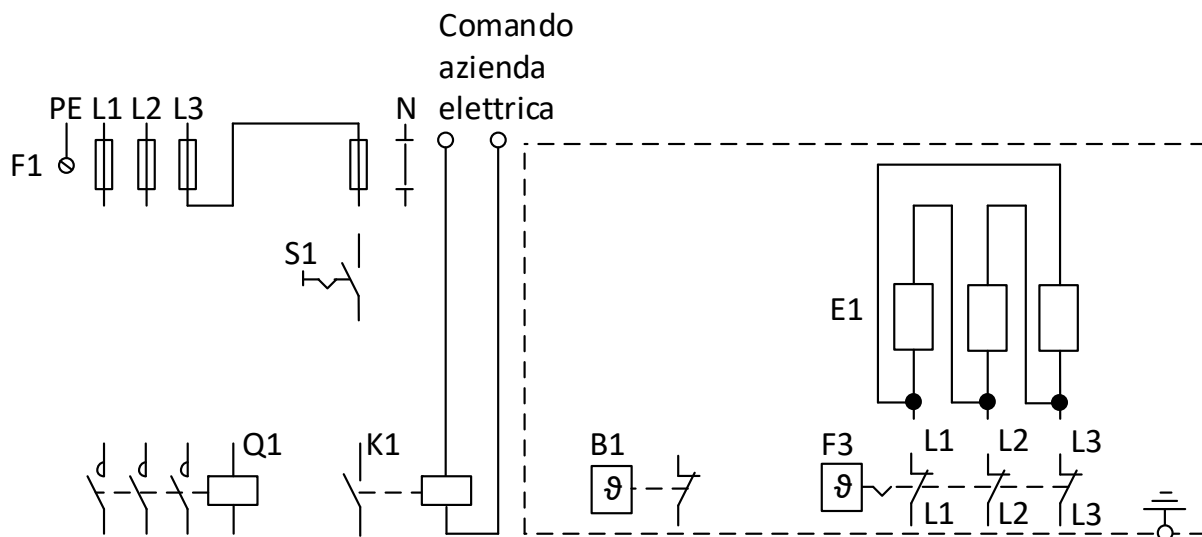 Comando
azienda
elettrica
PE L1 L2 L3 N
F1
S1
E1
Q1 K1 B1 F3 L1 L2 L3
ϑ ϑ
L1 L2 L3